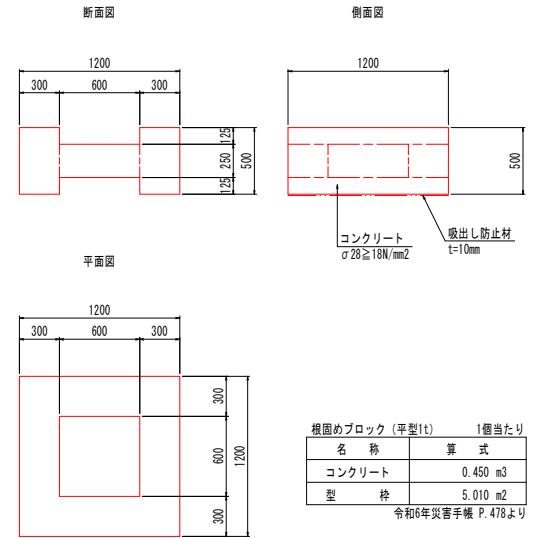 断面図
1200
300
600
300
125
250
125
500
側面図
1200
500
コンクリート
σ28≧18N/mm2
吸出し防止材
t=10mm
平面図
1200
300
600
300
300
600
300
1200
根固めブロック (平型1t) 1個当たり
名 称 算 式
コンクリート 0.450 m3
型 枠 5.010 m2
令和6年災害手帳 P.478より